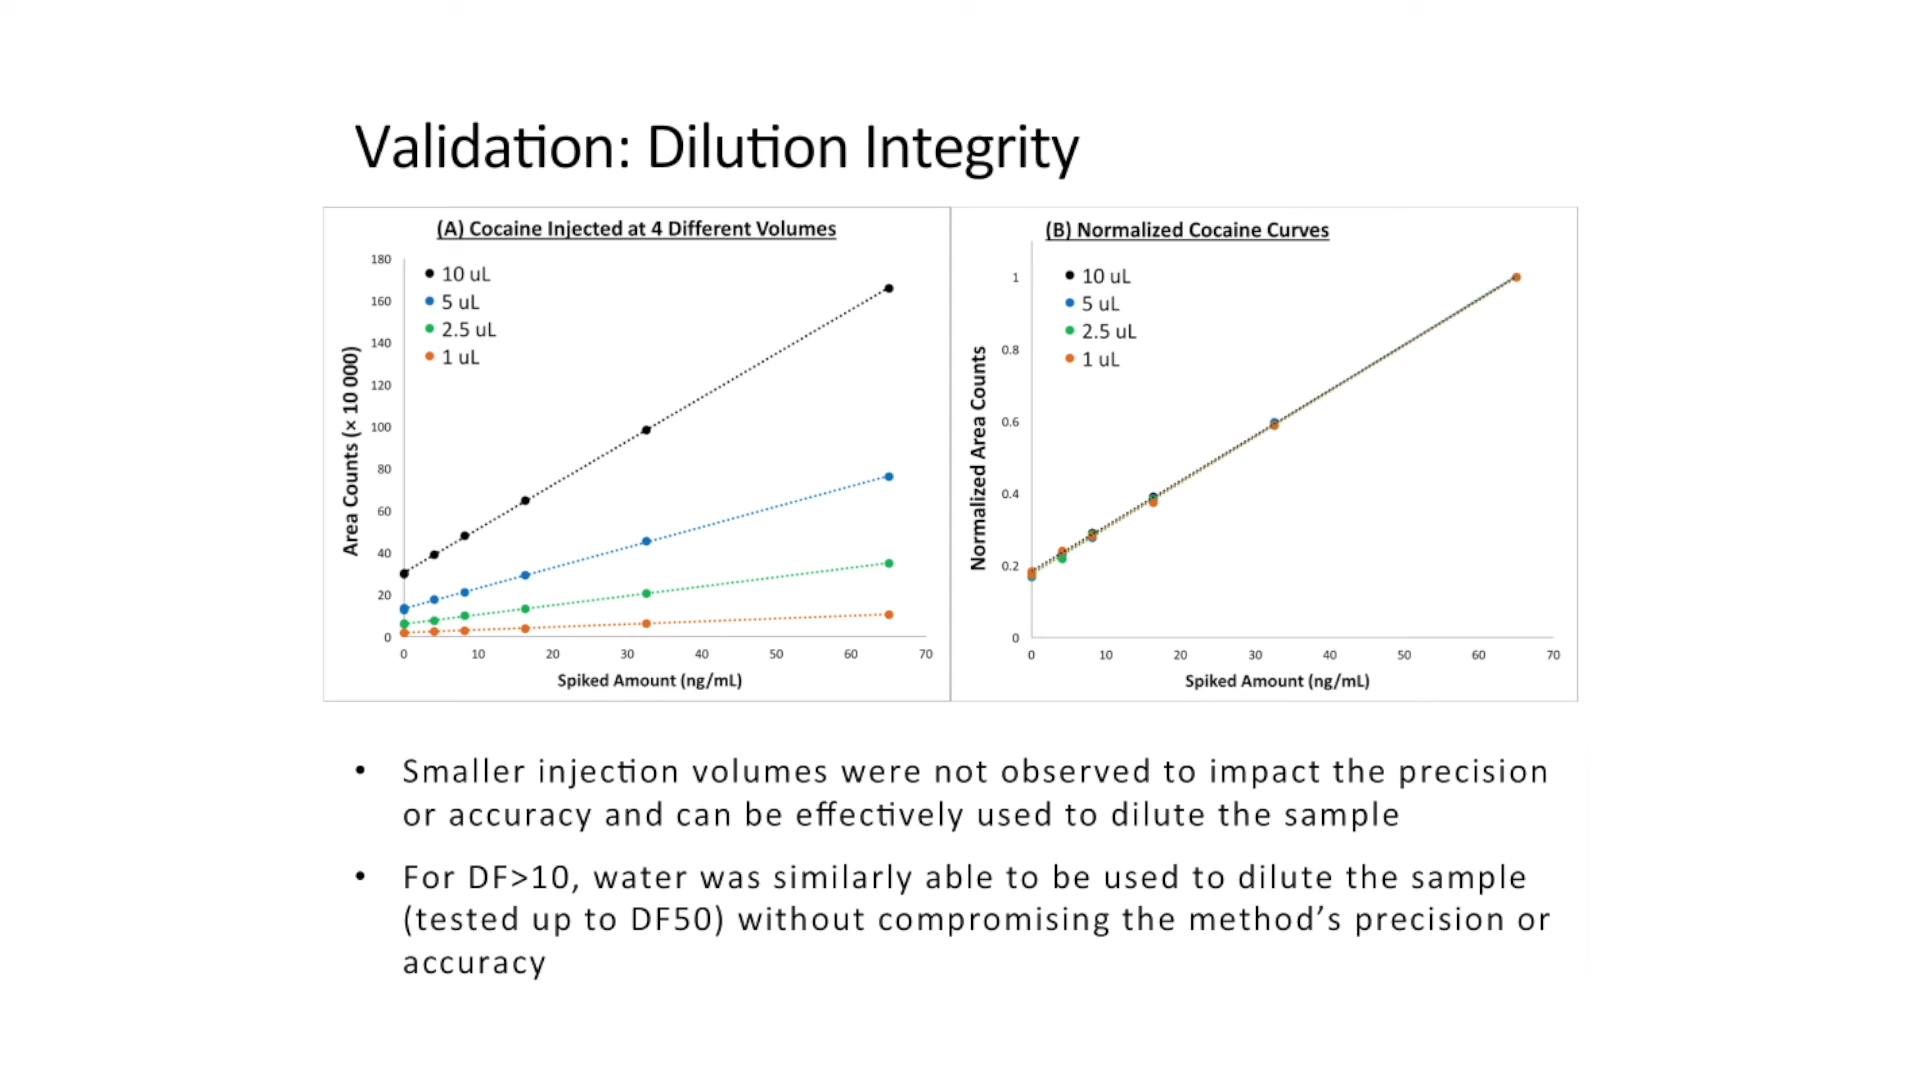 Validation: Dilution Integrity
(A) Cocaine Injected at 4 Different Volumes
180
160
140
120
100
80
60
40
20
0
Area Counts (× 10 000)
10 uL
5 uL
2.5 uL
1 uL
0 10 20 30 40 50 60 70
Spiked Amount (ng/mL)
(B) Normalized Cocaine Curves
1
0.8
0.6
0.4
0.2
0
Normalized Area Counts
10 uL
5 uL
2.5 uL
1 uL
0 10 20 30 40 50 60 70
Spiked Amount (ng/mL)
• Smaller injection volumes were not observed to impact the precision
or accuracy and can be effectively used to dilute the sample
• For DF>10, water was similarly able to be used to dilute the sample
(tested up to DF50) without compromising the method’s precision or
accuracy